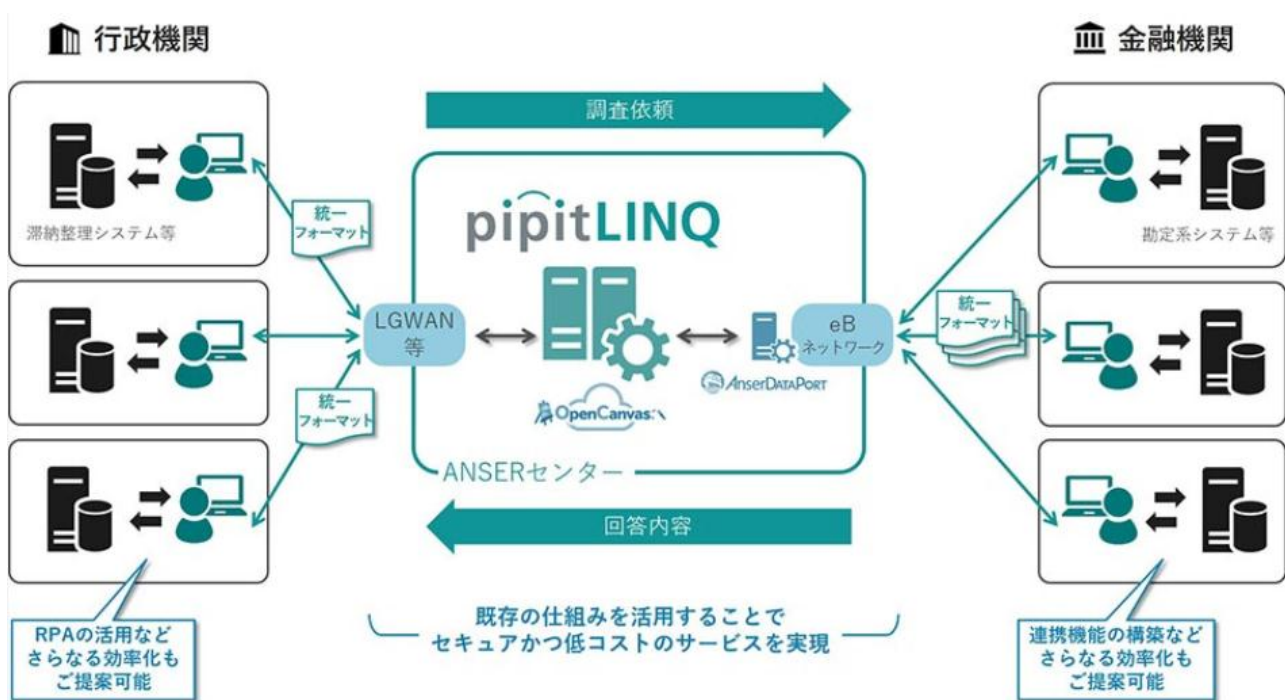 行政機関
金融機関
調査依頼
滞納整理システム等
統一
フォーマット
pipitLINQ
勘定系システム等
LGWAN
等
eB
ネットワーク
統一
フォーマット
AnserDATAPORT
OpenCanvas
統一
フォーマット
ANSERセンター
回答内容
RPAの活用など
さらなる効率化も
ご提案可能
既存の仕組みを活用することで
セキュアかつ低コストのサービスを実現
連携機能の構築など
さらなる効率化も
ご提案可能